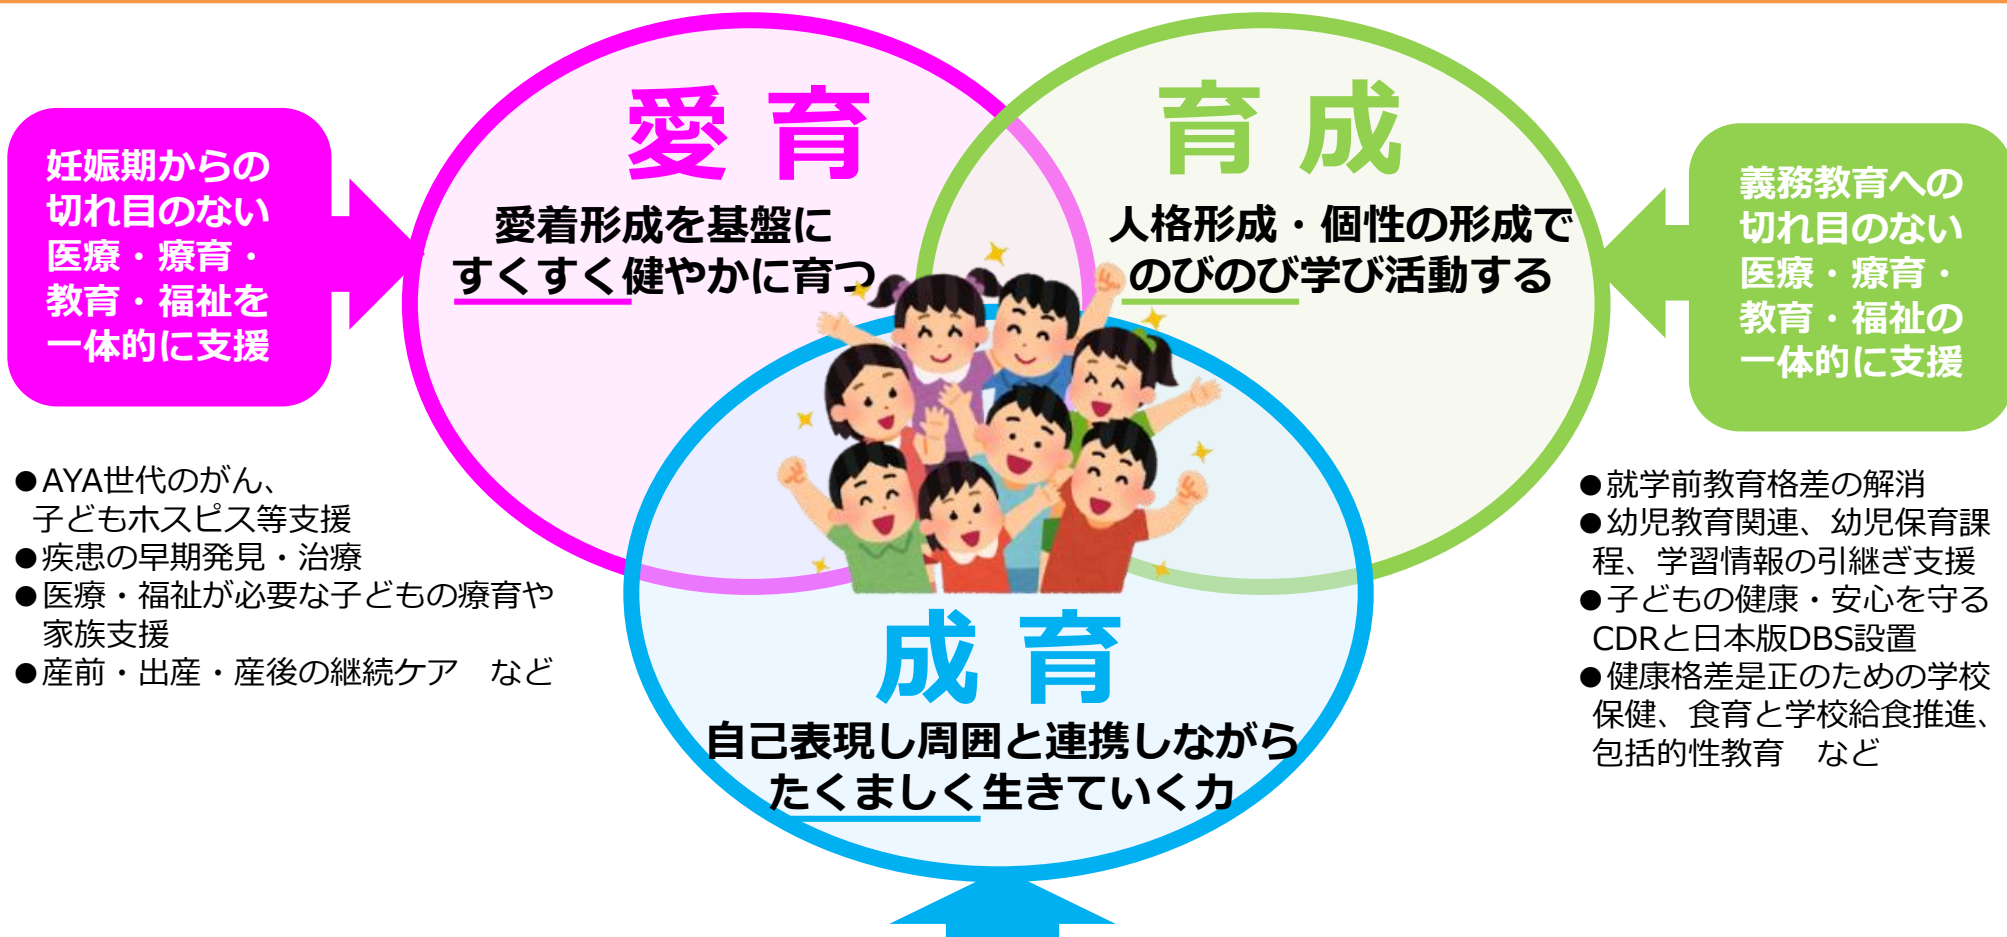 妊娠期からの
切れ目のない
医療・療育・
教育・福祉を
一体的に支援
愛育
愛着形成を基盤に
すくすく健やかに育つ
育成
人格形成・個性の形成で
のびのび学び活動する
義務教育への
切れ目のない
医療・療育・
教育・福祉の
一体的に支援
●AYA世代のがん、
子どもホスピス等支援
●疾患の早期発見・治療
●医療・福祉が必要な子どもの療育や
家族支援
●産前・出産・産後の継続ケア　など
成育
自己表現し周囲と連携しながら
たくましく生きていく力
●就学前教育格差の解消
●幼児教育関連、幼児保育課
程、学習情報の引継ぎ支援
●子どもの健康・安心を守る
CDRと日本版DBS設置
●健康格差是正のための学校
保健、食育と学校給食推進、
包括的性教育　など